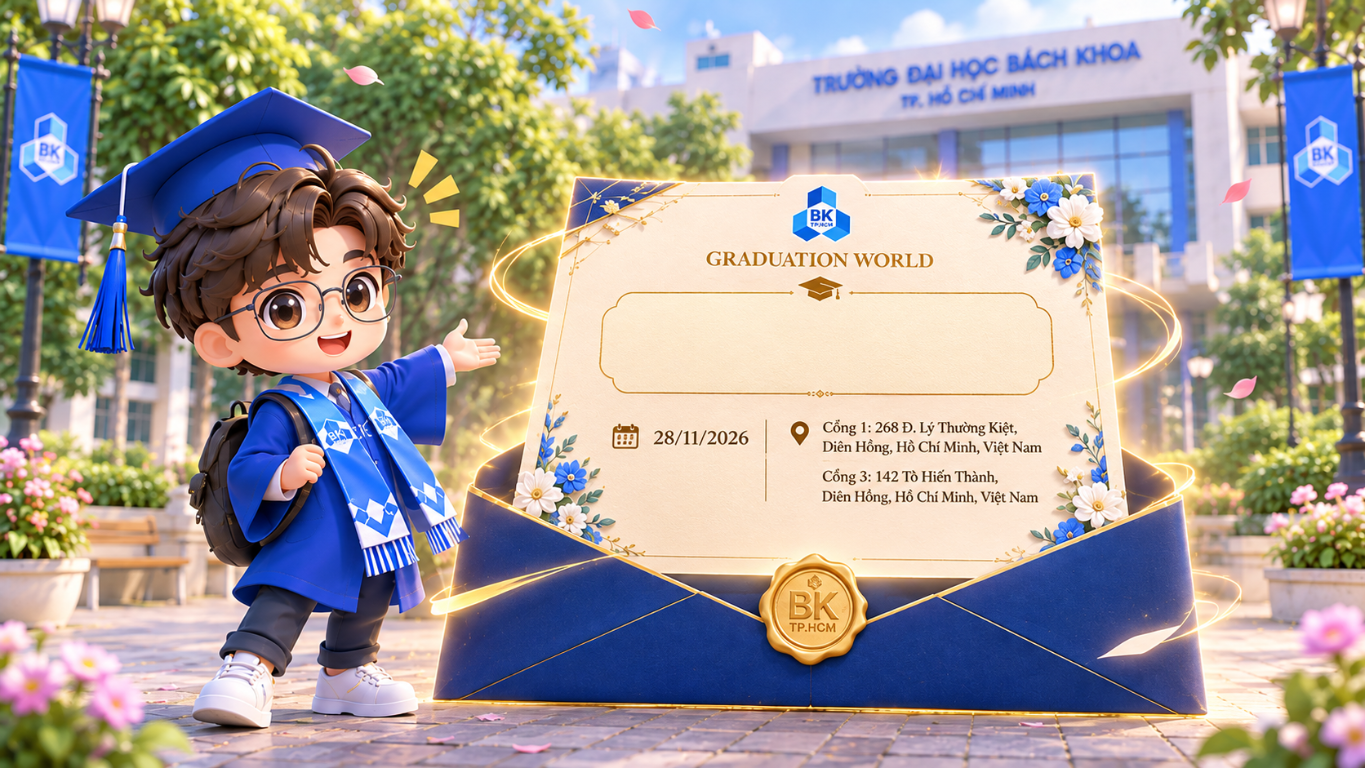 TRƯỜNG ĐẠI HỌC BÁCH KHOA
TP. HỒ CHÍ MINH
BK
BK
BK
TP.HCM
GRADUATION WORLD
28/11/2026
Cổng 1: 268 Đ. Lý Thường Kiệt,
Diên Hồng, Hồ Chí Minh, Việt Nam
Cổng 3: 142 Tò Hiến Thành,
Diên Hồng, Hồ Chí Minh, Việt Nam
BK
BK
TP.HCM